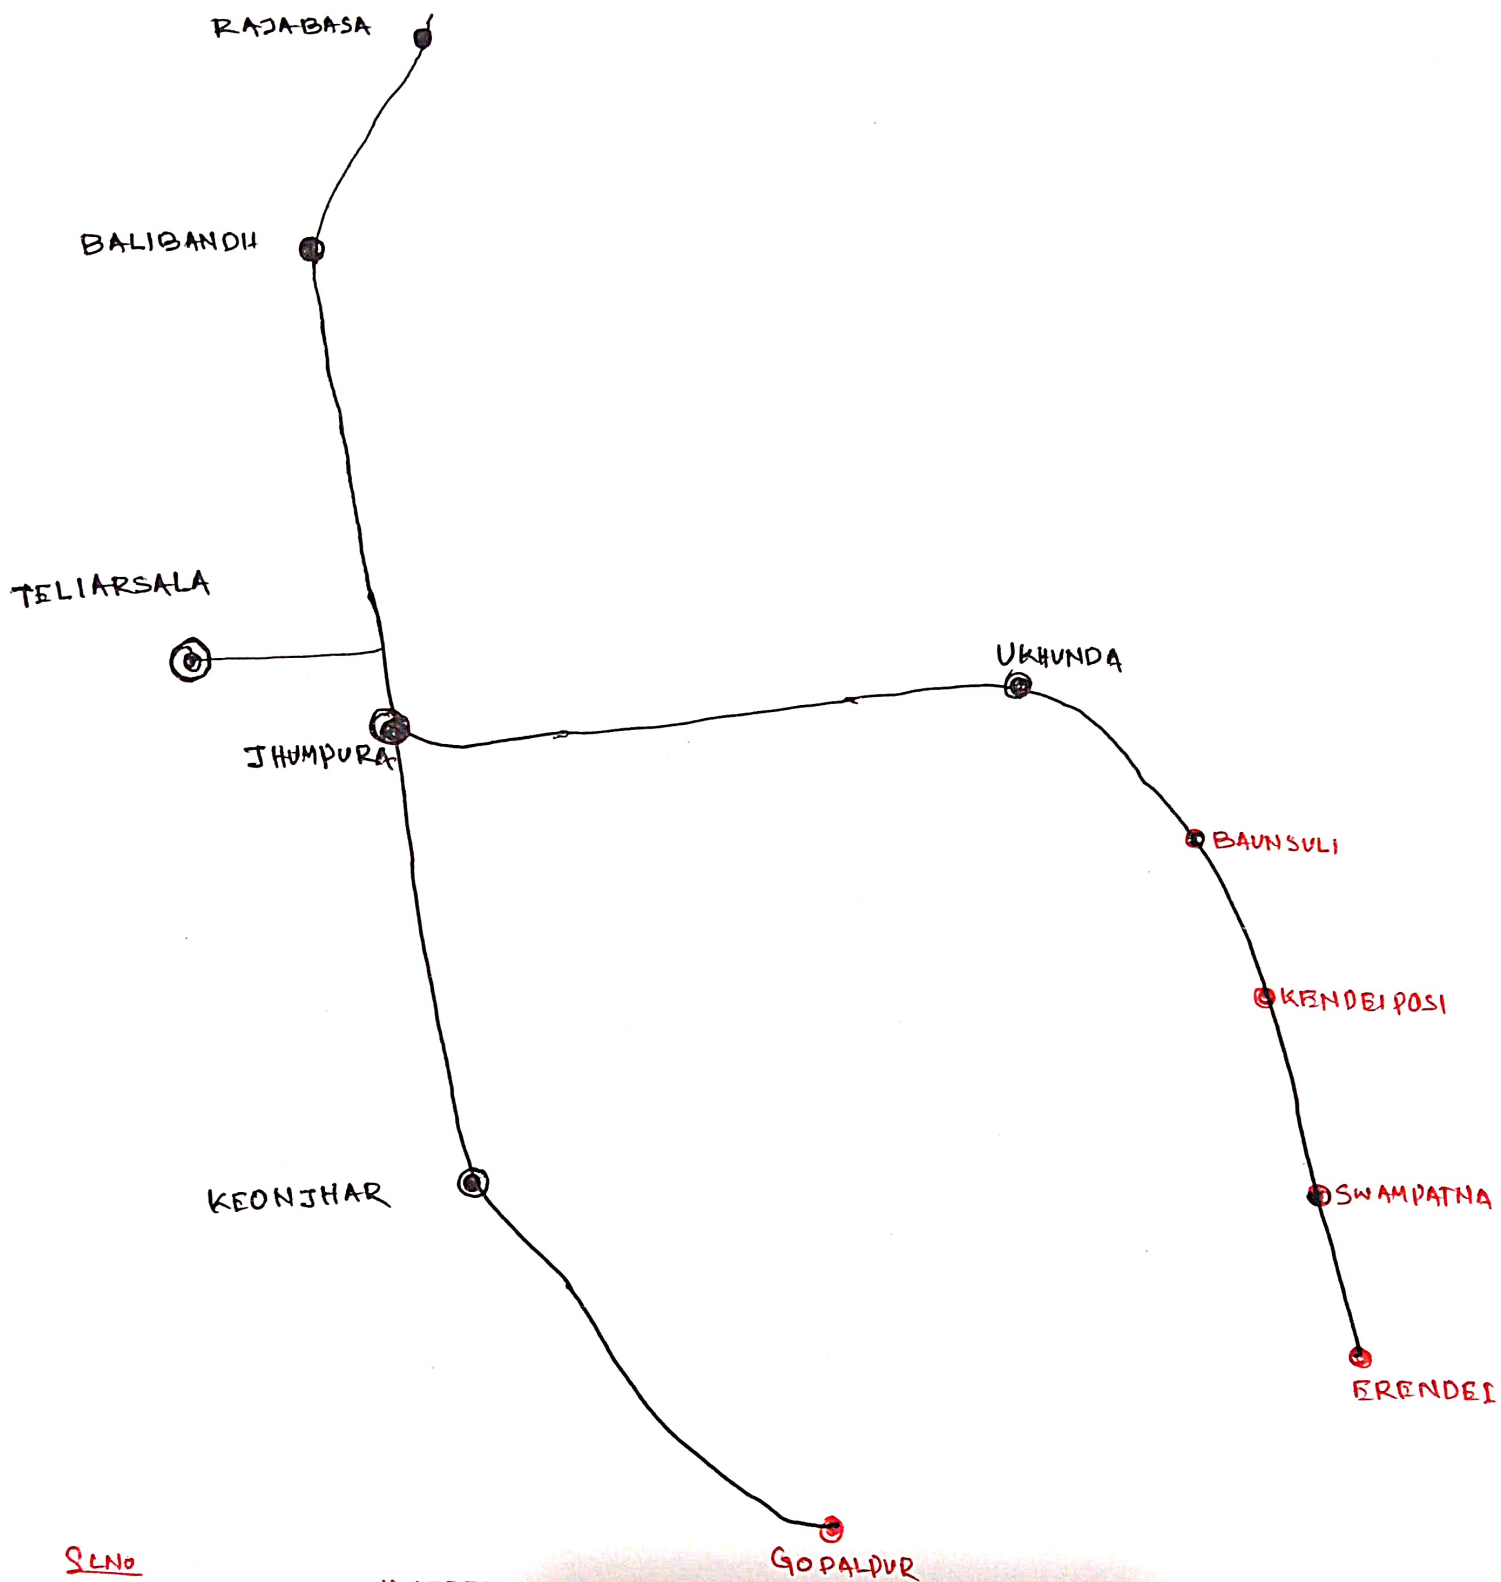 RAJABASA
BALIBANDH
TELIARSALA
UKHUNDA
JHUMPURA
BAUNSULI
KENDEIPOSI
KEONJHAR
SWAMPATNA
ERENDEI
GOPALPUR
SLNO